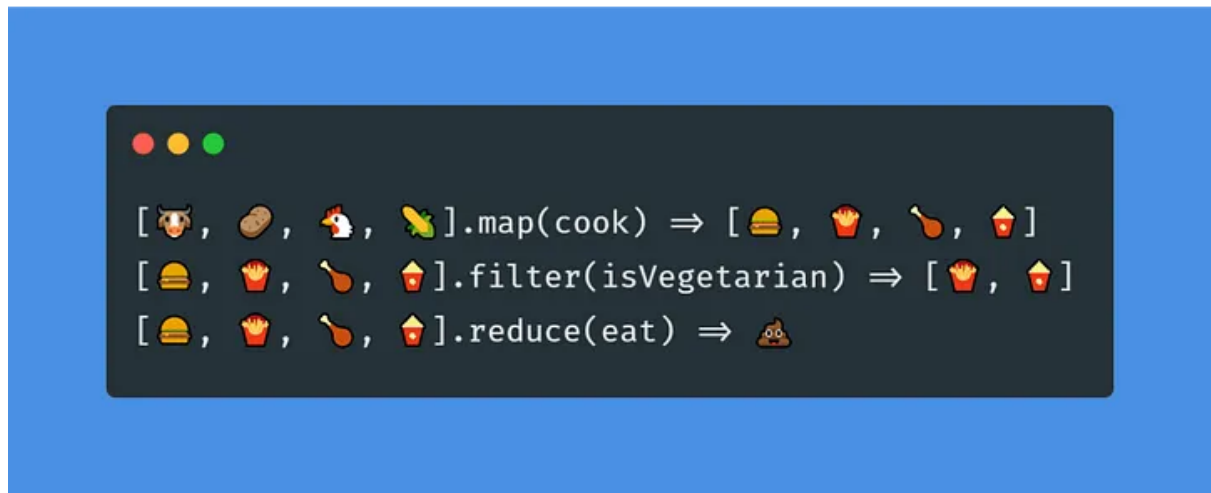 [🐮, 🥔, 🐔, 🌽].map(cook) ⇒ [🍔, 🍟, 🍗, 🍿]
[🍔, 🍟, 🍗, 🍿].filter(isVegetarian) ⇒ [🍟, 🍿]
[🍔, 🍟, 🍗, 🍿].reduce(eat) ⇒ 💩